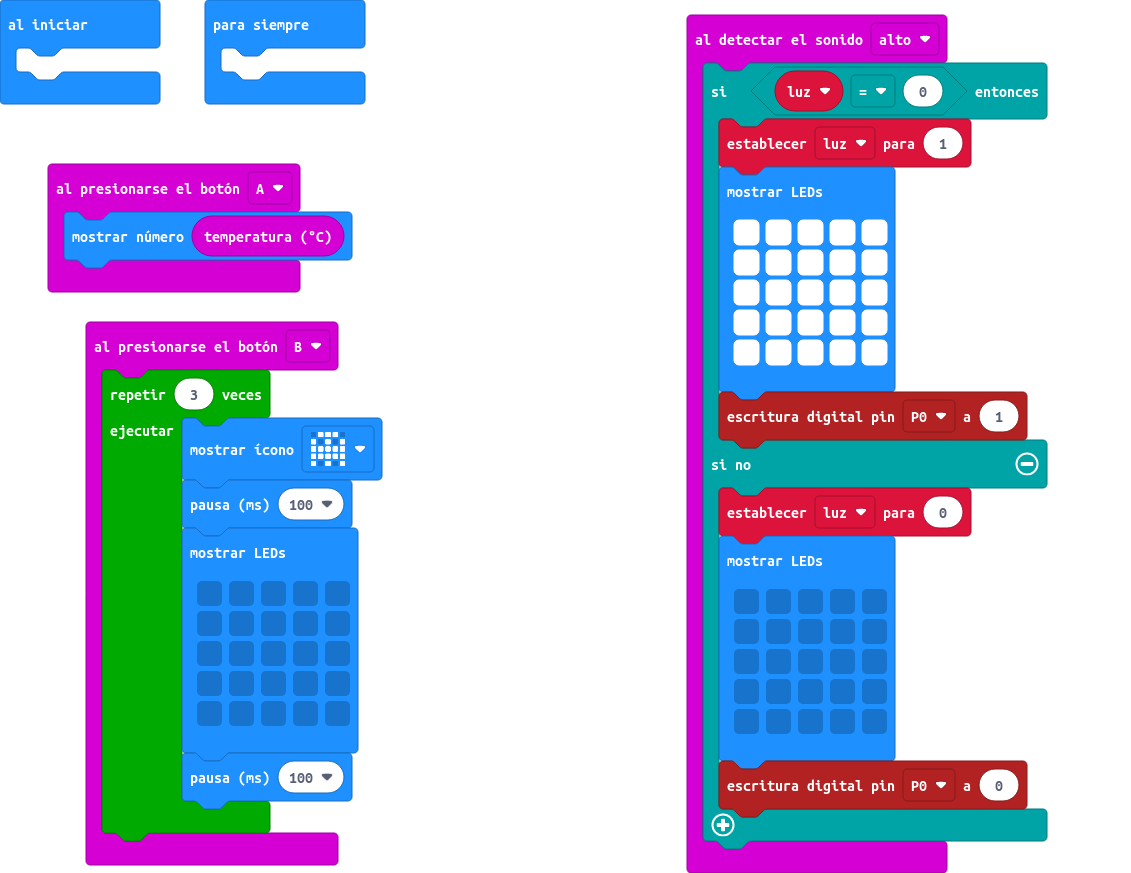 al iniciar
para siempre
al presionarse el botón A
mostrar número temperatura (°C)
al presionarse el botón B
repetir 3 veces
ejecutar
mostrar ícono
pausa (ms) 100
mostrar LEDs
pausa (ms) 100
al detectar el sonido alto
si luz = 0 entonces
establecer luz para 1
mostrar LEDs
escritura digital pin P0 a 1
si no
establecer luz para 0
mostrar LEDs
escritura digital pin P0 a 0